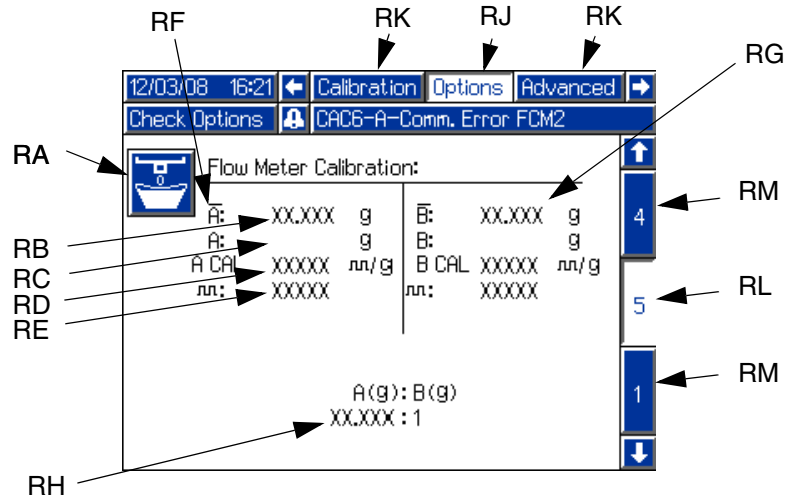 RF RK RJ RK RG
12/03/08 16:21 Calibration Options Advanced
Check Options CAC6-A-Comm. Error FCM2
RA
Flow Meter Calibration:
A̅: XX.XXX g B̅: XX.XXX g
4
RM
RB
A: g B: g
RC
A CAL XXXXX ⎍⎍/g B CAL XXXXX ⎍⎍/g
RD
⎍⎍: XXXXX ⎍⎍: XXXXX
RE
5
RL
A(g):B(g)
XX.XXX :1
1
RM
RH